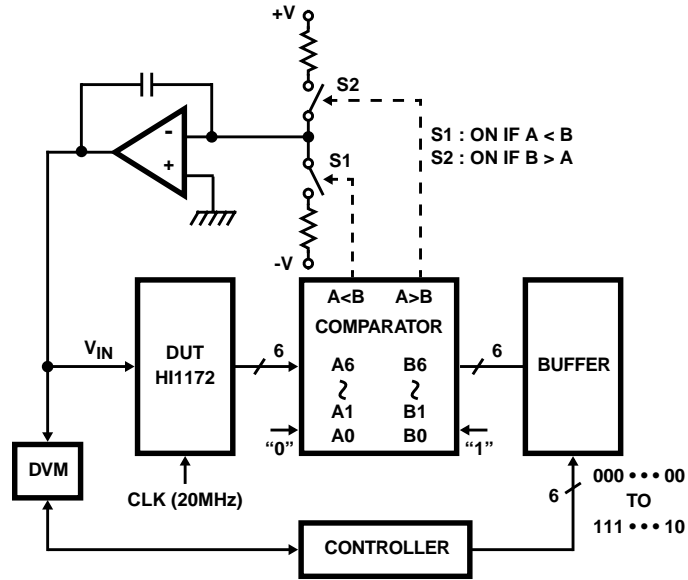 +V
S2
S1 : ON IF A < B
S2 : ON IF B > A
-
+
S1
-V
A<B A>B
COMPARATOR
A6 B6
A1 B1
A0 B0
VIN
DUT
HI1172
6
6
BUFFER
"0"
"1"
DVM
CLK (20MHz)
6
000 • • • 00
TO
111 • • • 10
CONTROLLER